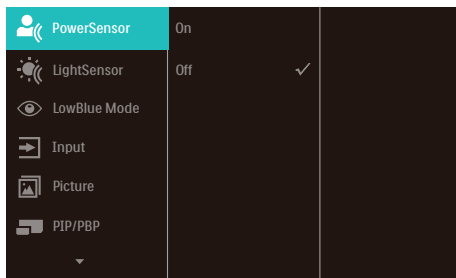 PowerSensor
On
LightSensor
Off
LowBlue Mode
Input
Picture
PIP/PBP